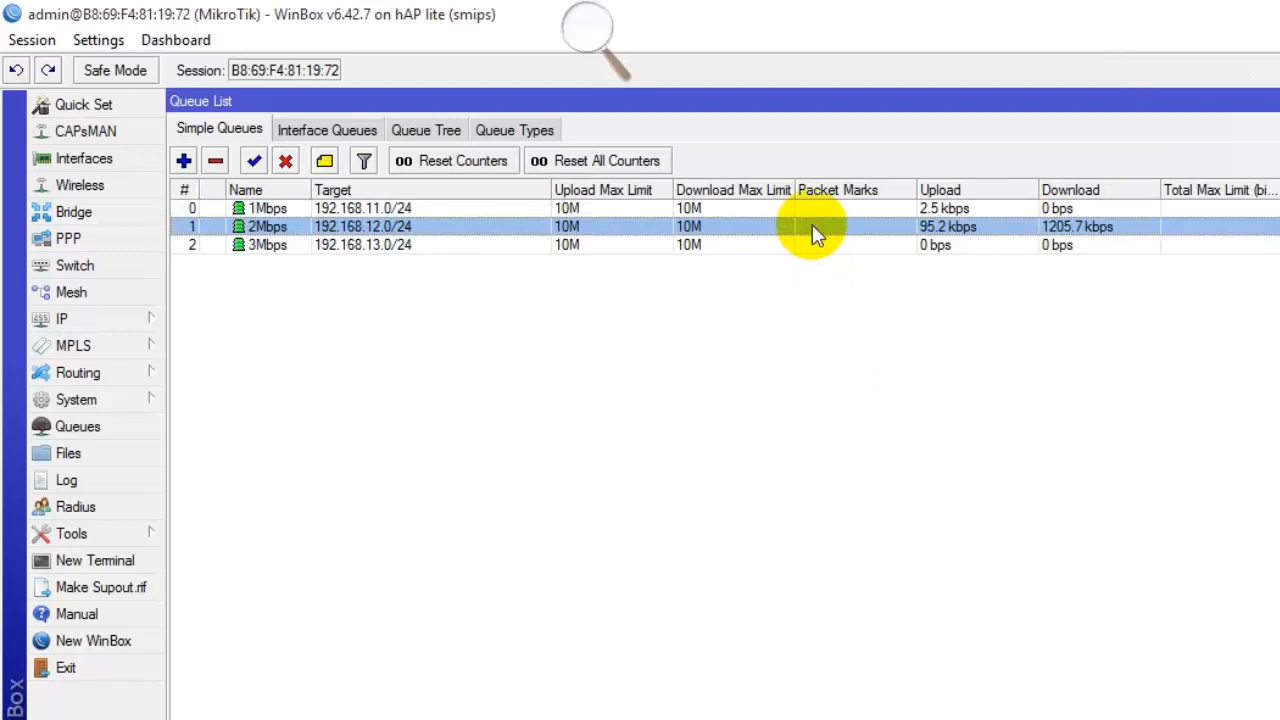 admin@B8:69:F4:81:19:72 (MikroTik) - WinBox v6.42.7 on hAP lite (smips)
Session Settings Dashboard
Safe Mode Session: B8:69:F4:81:19:72
Quick Set
CAPsMAN
Interfaces
Wireless
Bridge
PPP
Switch
Mesh
255 IP
MPLS
Routing
System
Queues
Files
Log
Radius
Tools
New Terminal
Make Supout.rif
Manual
New WinBox
Exit
Box
Queue List
Simple Queues Interface Queues Queue Tree Queue Types
00 Reset Counters 00 Reset All Counters
# Name Target Upload Max Limit Download Max Limit Packet Marks Upload Download Total Max Limit (bi...
0 1Mbps 192.168.11.0/24 10M 10M 2.5 kbps 0 bps
1 2Mbps 192.168.12.0/24 10M 10M 95.2 kbps 1205.7 kbps
2 3Mbps 192.168.13.0/24 10M 10M 0 bps 0 bps